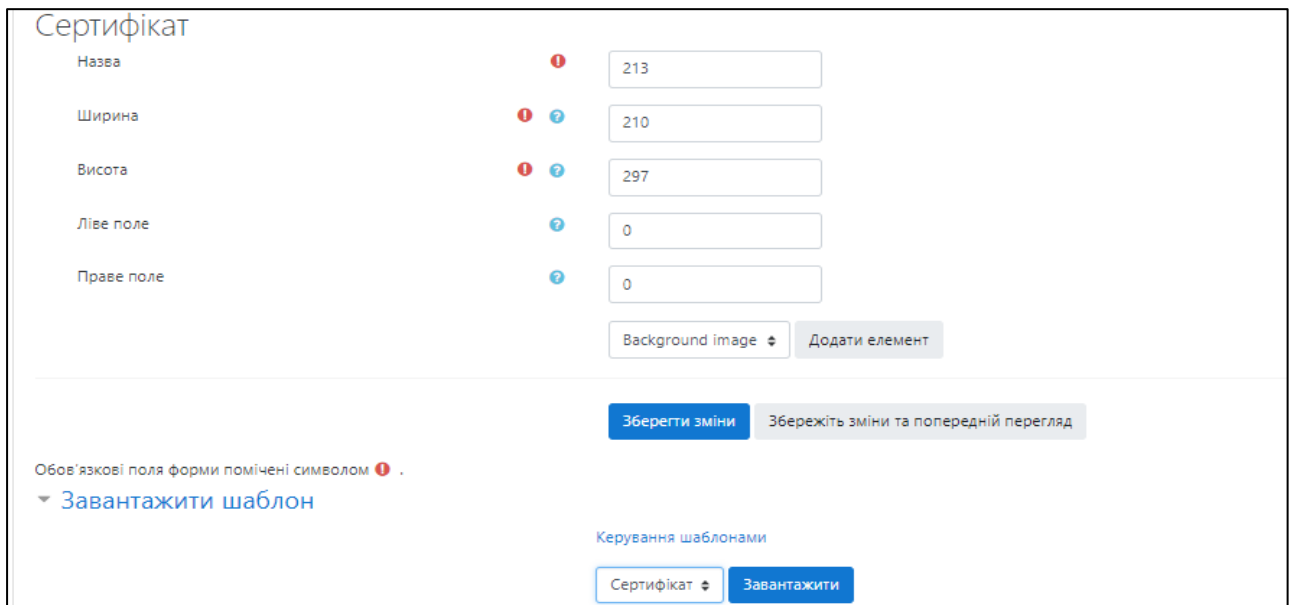 Сертифікат
Назва 213
Ширина 210
Висота 297
Ліве поле 0
Праве поле 0
Background image Додати елемент
Зберегти зміни Збережіть зміни та попередній перегляд
Обов'язкові поля форми помічені символом .
Завантажити шаблон
Керування шаблонами
Сертифікат Завантажити